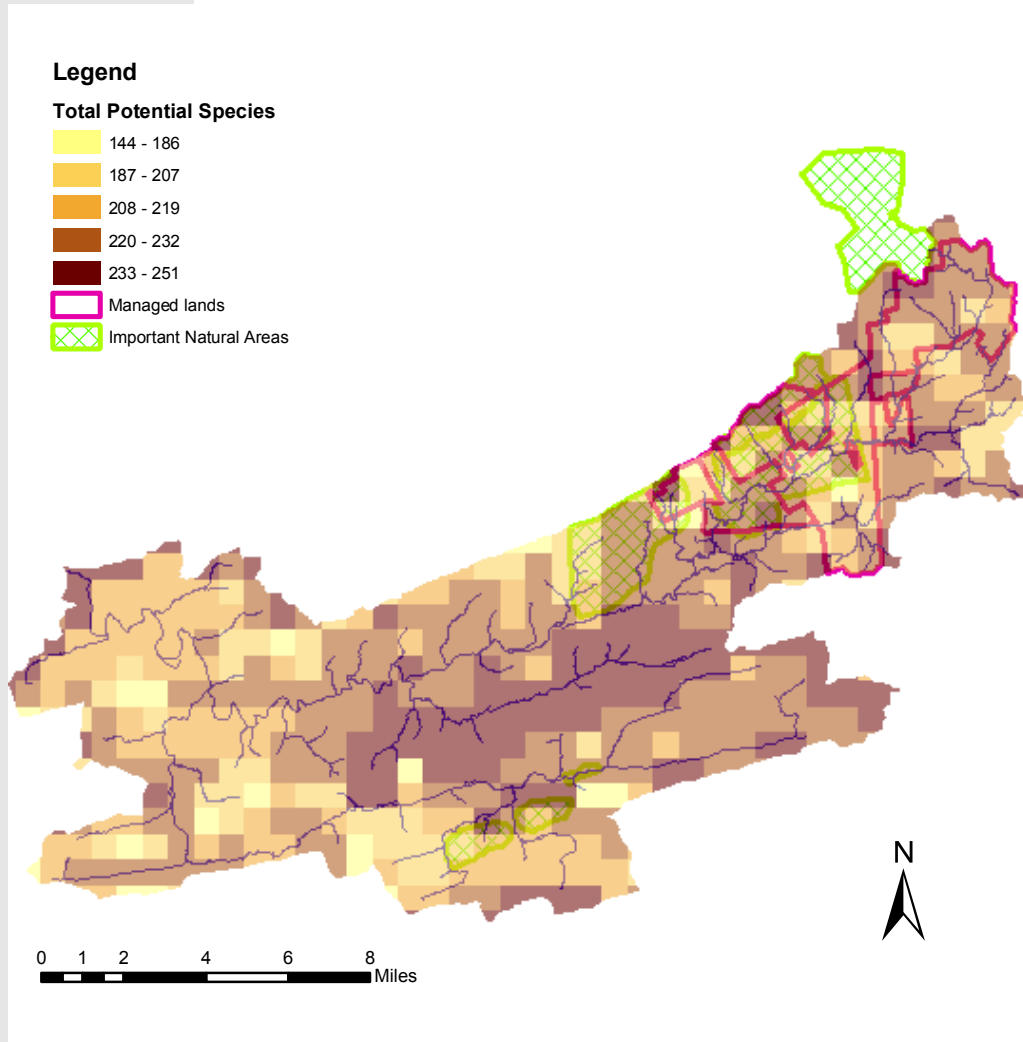 Legend
Total Potential Species
144 - 186
187 - 207
208 - 219
220 - 232
233 - 251
Managed lands
Important Natural Areas
N
0 1 2 4 6 8
Miles